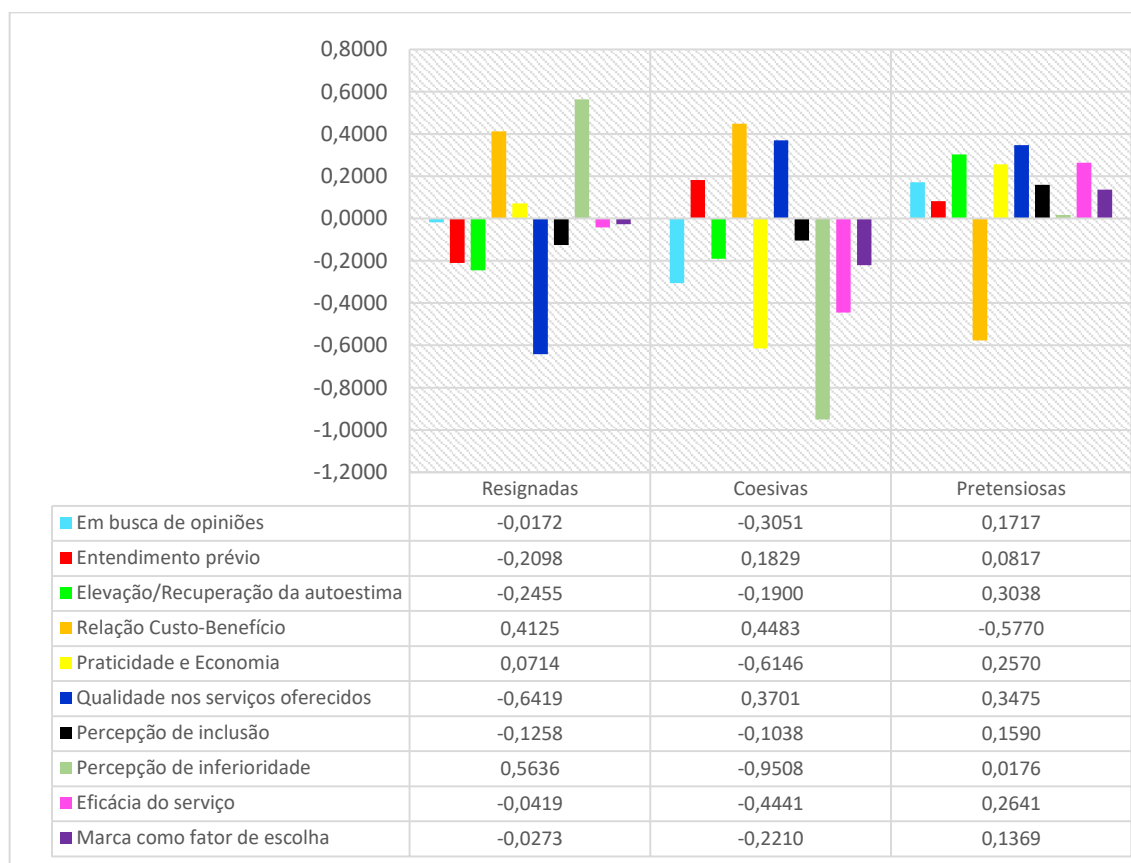 0,8000
0,6000
0,4000
0,2000
0,0000
-0,2000
-0,4000
-0,6000
-0,8000
-1,0000
-1,2000
Resignadas Coesivas Pretensiosas
Em busca de opiniões -0,0172 -0,3051 0,1717
Entendimento prévio -0,2098 0,1829 0,0817
Elevação/Recuperação da autoestima -0,2455 -0,1900 0,3038
Relação Custo-Benefício 0,4125 0,4483 -0,5770
Praticidade e Economia 0,0714 -0,6146 0,2570
Qualidade nos serviços oferecidos -0,6419 0,3701 0,3475
Percepção de inclusão -0,1258 -0,1038 0,1590
Percepção de inferioridade 0,5636 -0,9508 0,0176
Eficácia do serviço -0,0419 -0,4441 0,2641
Marca como fator de escolha -0,0273 -0,2210 0,1369